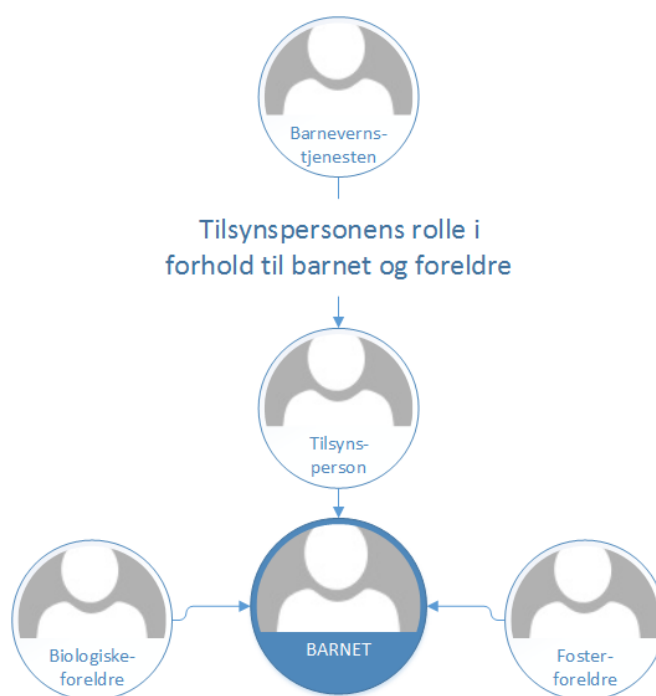 Barneverns-
tjenesten
Tilsynspersonens rolle i
forhold til barnet og foreldre
Tilsyns-
person
BARNET
Biologiske-
foreldre
Foster-
foreldre